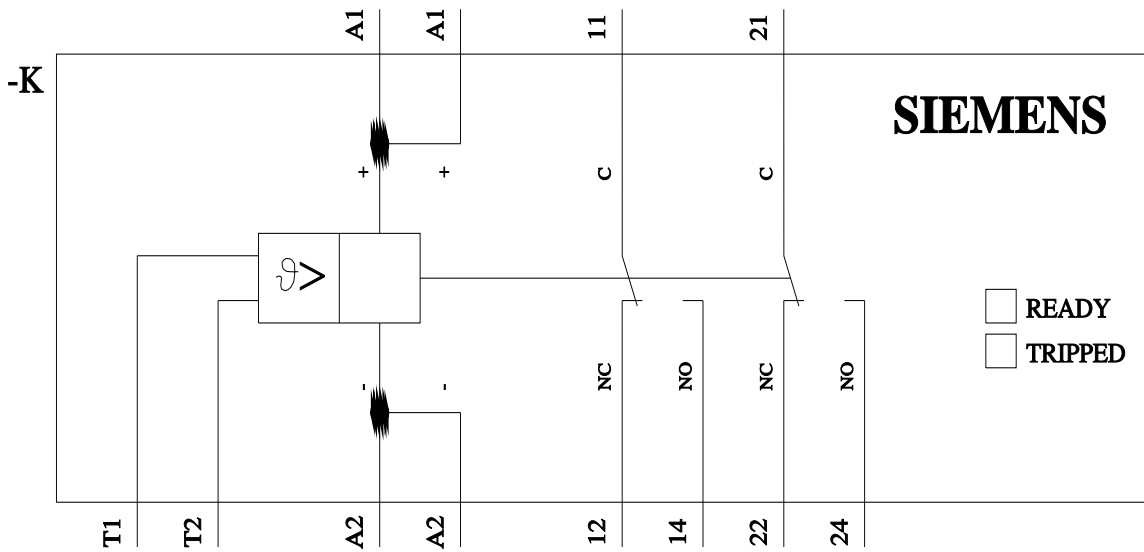 A1
A1
11
21
-K
SIEMENS
+
+
C
C
ϑ>
READY
TRIPPED
-
-
NC
NO
NC
NO
T1
T2
A2
A2
12
14
22
24